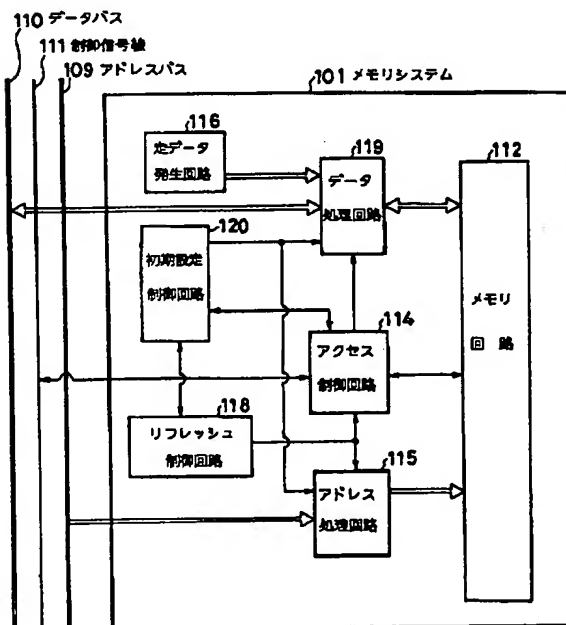 110 データバス
111 制御信号線
109 アドレスバス
101 メモリシステム
116
定データ
発生回路
119
データ
処理回路
112
メモリ
回路
120
初期設定
制御回路
114
アクセス
制御回路
118
リフレッシュ
制御回路
115
アドレス
処理回路